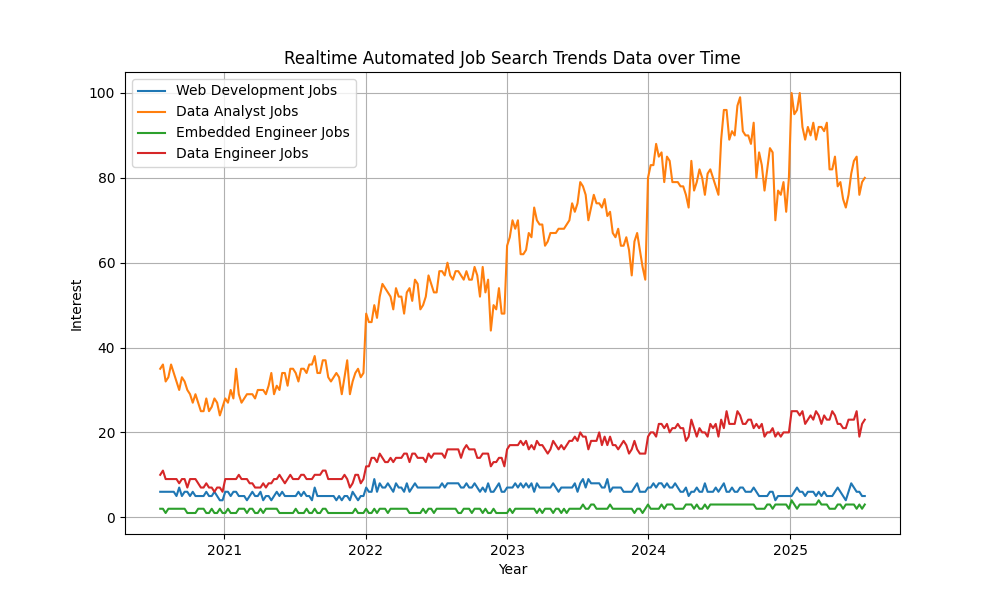 Realtime Automated Job Search Trends Data over Time
Web Development Jobs
Data Analyst Jobs
Embedded Engineer Jobs
Data Engineer Jobs
100
80
60
40
20
0
Interest
2021 2022 2023 2024 2025
Year